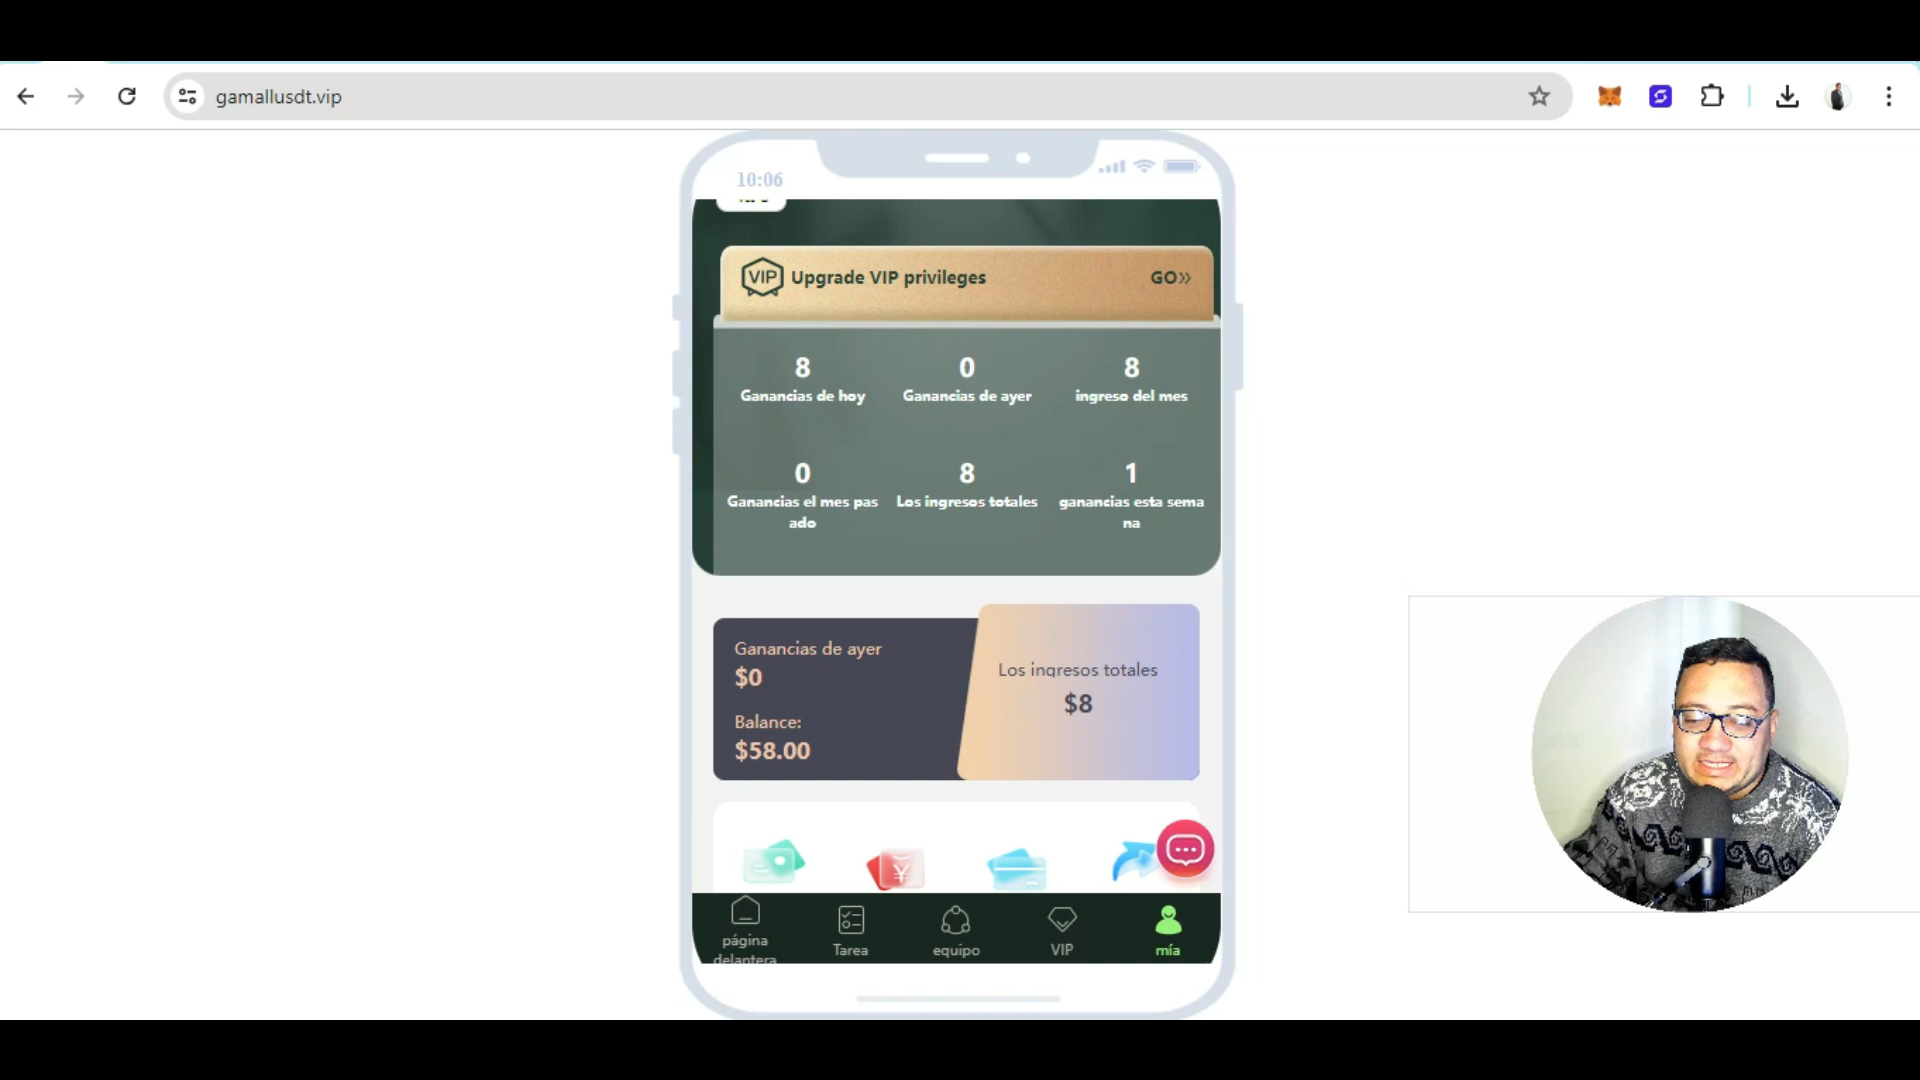 gamallusdt.vip
10:06
VIP Upgrade VIP privileges GO»
8 0 8
Ganancias de hoy Ganancias de ayer ingreso del mes
0 8 1
Ganancias el mes pas Los ingresos totales ganancias esta sema
ado na
Ganancias de ayer
$0
Los ingresos totales
$8
Balance:
$58.00
¥
página
delantera
Tarea
equipo
VIP
mía